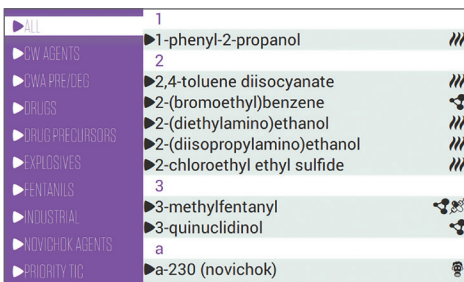 ALL
CW AGENTS
CWA PRE/DEG
DRUGS
DRUG PRECURSORS
EXPLOSIVES
FENTANILS
INDUSTRIAL
NOVICHOK AGENTS
PRIORITY TIC
1
1-phenyl-2-propanol
2
2,4-toluene diisocyanate
2-(bromoethyl)benzene
2-(diethylamino)ethanol
2-(diisopropylamino)ethanol
2-chloroethyl ethyl sulfide
3
3-methylfentanyl
3-quinuclidinol
a
a-230 (novichok)